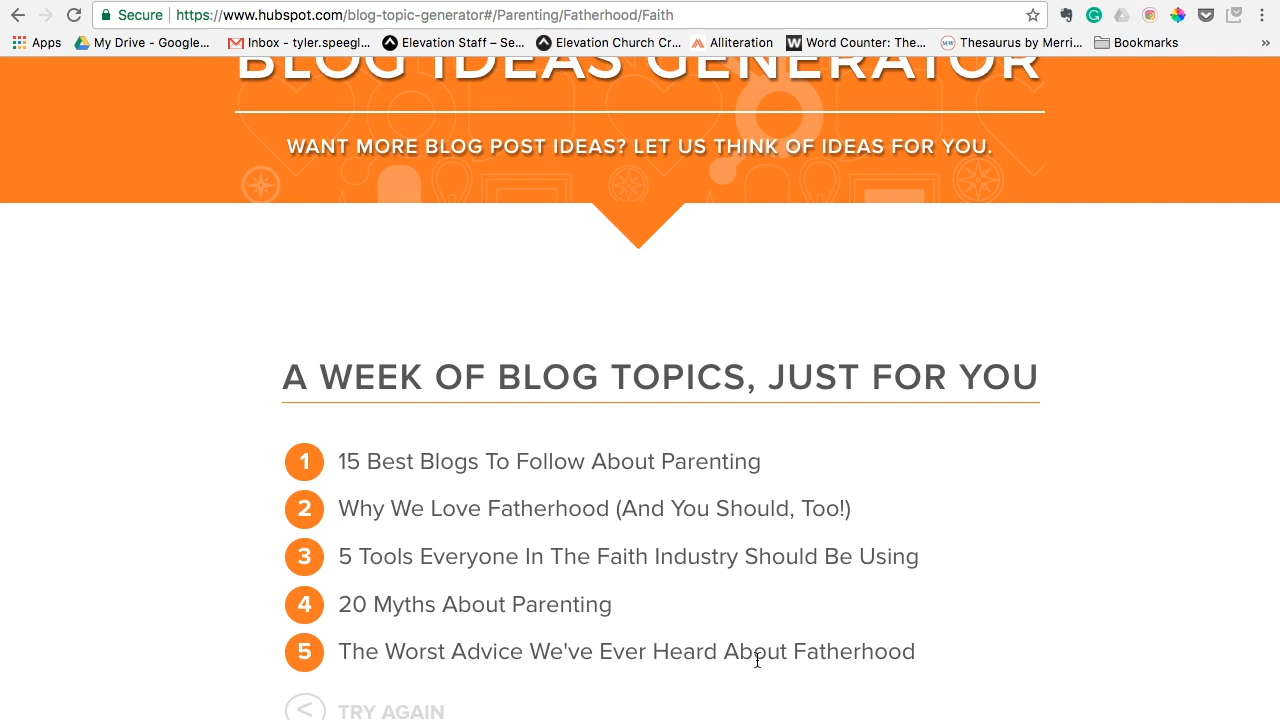 Secure https://www.hubspot.com/blog-topic-generator#/Parenting/Fatherhood/Faith
Apps My Drive - Google... Inbox - tyler.speegl... Elevation Staff – Se... Elevation Church Cr... Alliteration W Word Counter: The... M-W Thesaurus by Merri... Bookmarks »
BLOG IDEAS GENERATOR
WANT MORE BLOG POST IDEAS? LET US THINK OF IDEAS FOR YOU.
A WEEK OF BLOG TOPICS, JUST FOR YOU
1 15 Best Blogs To Follow About Parenting
2 Why We Love Fatherhood (And You Should, Too!)
3 5 Tools Everyone In The Faith Industry Should Be Using
4 20 Myths About Parenting
5 The Worst Advice We've Ever Heard About Fatherhood
< TRY AGAIN